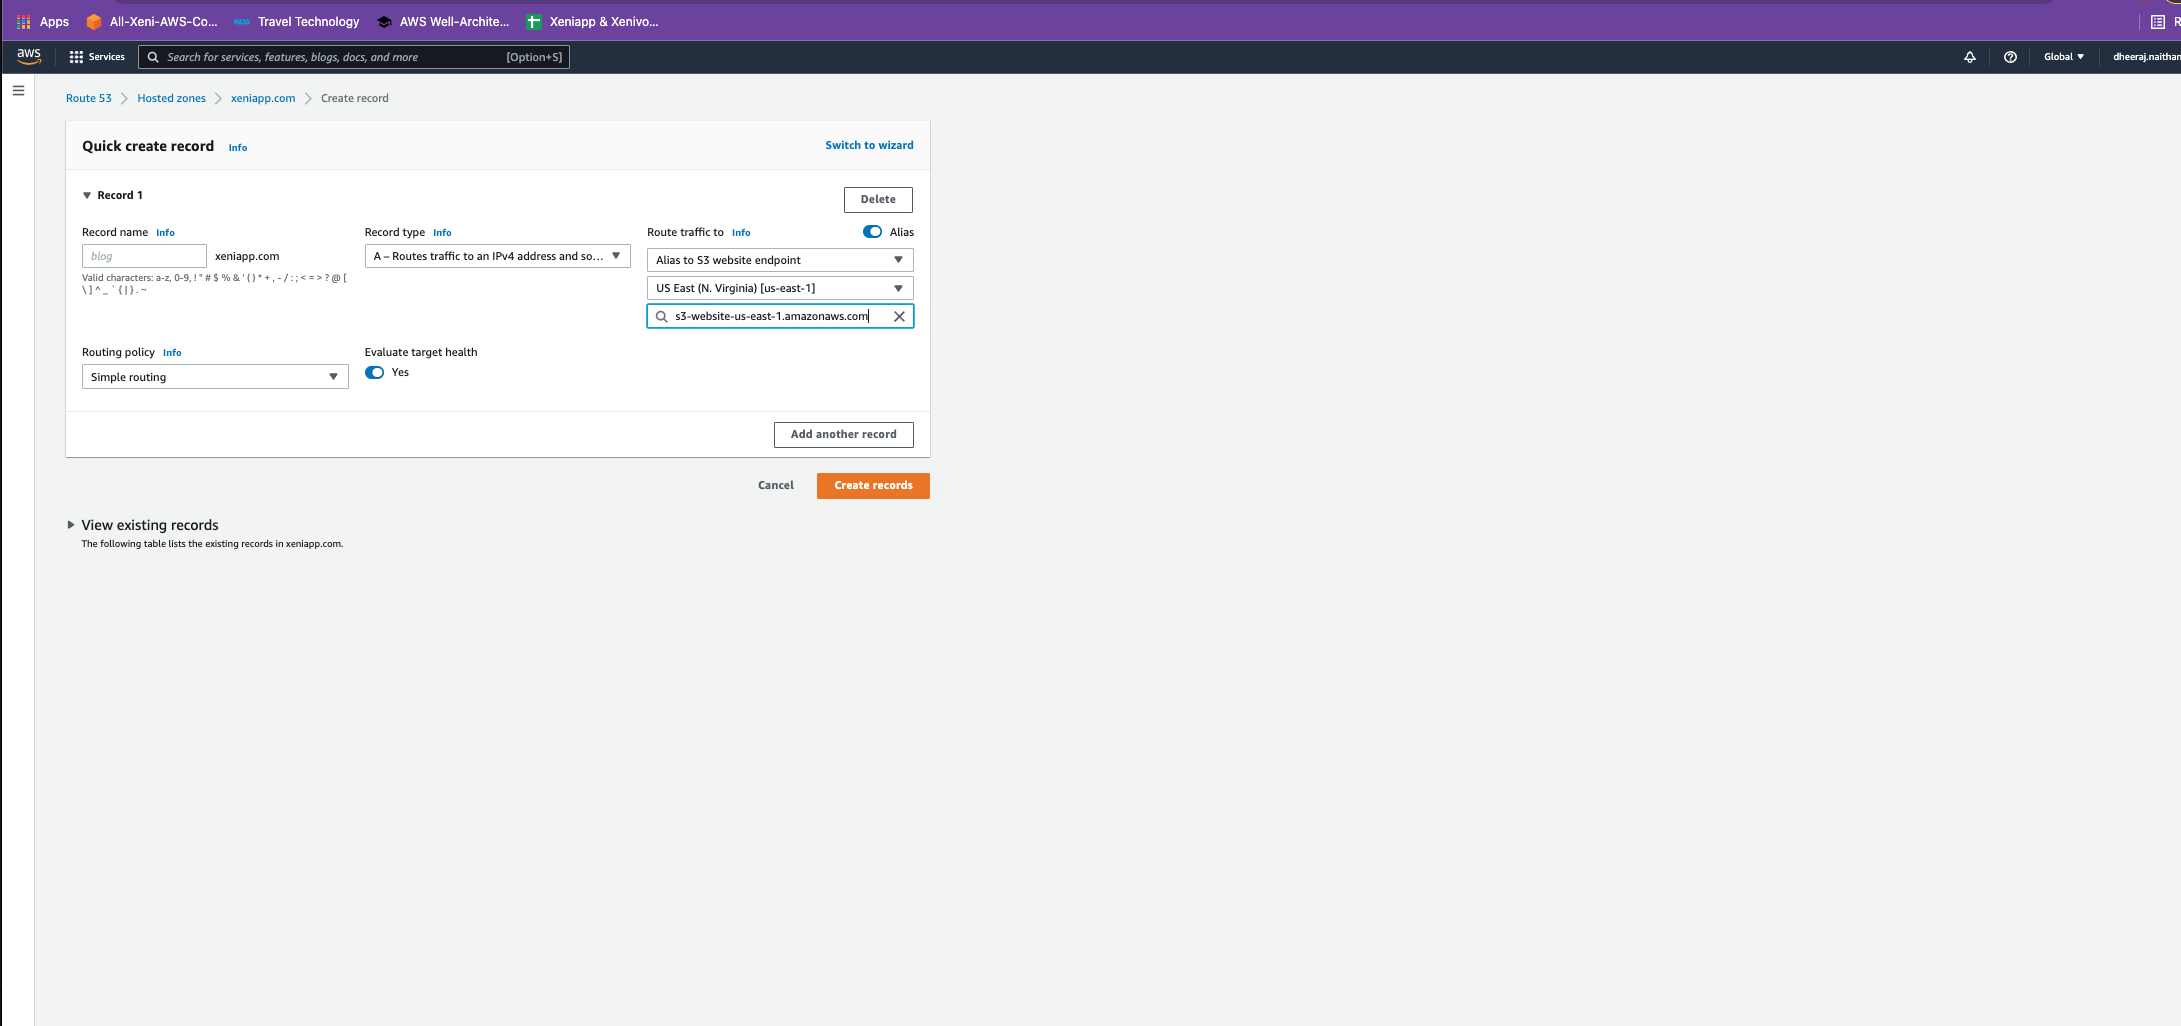 Apps All-Xeni-AWS-Co... PASO Travel Technology AWS Well-Archite... Xeniapp & Xenivo... R
aws Services Search for services, features, blogs, docs, and more [Option+S] Global dheeraj.naithan
Route 53 Hosted zones xeniapp.com Create record
Quick create record Info Switch to wizard
Record 1 Delete
Record name Info Record type Info Route traffic to Info Alias
blog xeniapp.com A – Routes traffic to an IPv4 address and so... Alias to S3 website endpoint
Valid characters: a-z, 0-9, ! " # $ % & ' ( ) * + , - / : ; < = > ? @ [
\ ] ^ _ ` { | } . ~
US East (N. Virginia) [us-east-1]
s3-website-us-east-1.amazonaws.com
Routing policy Info Evaluate target health
Simple routing Yes
Add another record
Cancel Create records
View existing records
The following table lists the existing records in xeniapp.com.